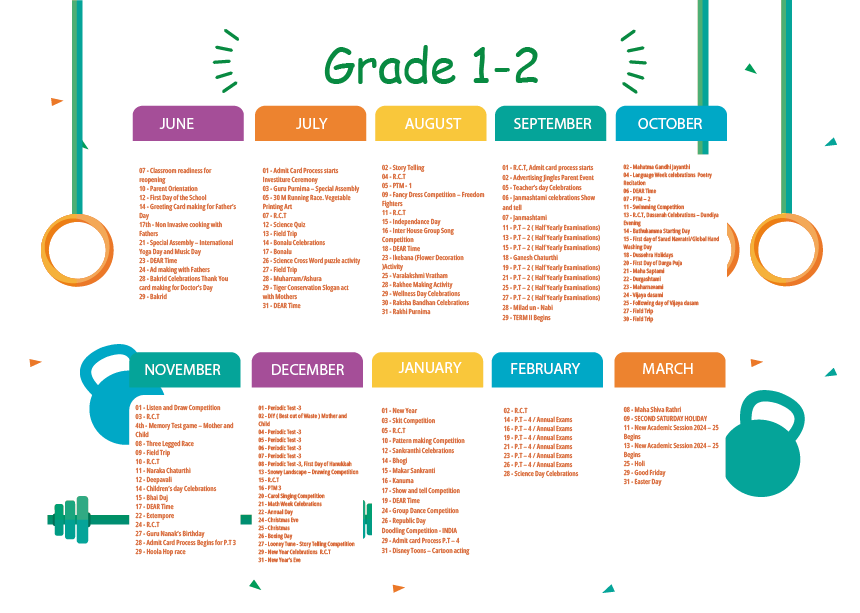 Grade 1-2
JUNE
07 - Classroom readiness for
reopening
10 - Parent Orientation
12 - First Day of the School
14 - Greeting Card making for Father's
Day
17th - Non Invasive cooking with
Fathers
21 - Special Assembly – International
Yoga Day and Music Day
23 - DEAR Time
24 - Ad making with Fathers
28 - Bakrid Celebrations Thank You
card making for Doctor's Day
29 - Bakrid
JULY
01 - Admit Card Process starts
Investiture Ceremony
03 - Guru Purnima – Special Assembly
05 - 30 M Running Race. Vegetable
Printing Art
07 - R.C.T
12 - Science Quiz
13 - Field Trip
14 - Bonalu Celebrations
17 - Bonalu
26 - Science Cross Word puzzle activity
27 - Field Trip
28 - Muharram/Ashura
29 - Tiger Conservation Slogan act
with Mothers
31 - DEAR Time
AUGUST
02 - Story Telling
04 - R.C.T
05 - PTM - 1
09 - Fancy Dress Competition – Freedom
Fighters
11 - R.C.T
15 - Independance Day
16 - Inter House Group Song
Competition
18 - DEAR Time
23 - Ikebana (Flower Decoration
)Activity
25 - Varalakshmi Vratham
28 - Rakhee Making Activity
29 - Wellness Day Celebrations
30 - Raksha Bandhan Celebrations
31 - Rakhi Purnima
SEPTEMBER
01 - R.C.T, Admit card process starts
02 - Advertising Jingles Parent Event
05 - Teacher's day Celebrations
06 - Janmashtami celebrations Show
and tell
07 - Janmashtami
11 - P.T – 2 ( Half Yearly Examinations)
13 - P.T – 2 ( Half Yearly Examinations)
15 - P.T – 2 ( Half Yearly Examinations)
18 - Ganesh Chaturthi
19 - P.T – 2 ( Half Yearly Examinations)
21 - P.T – 2 ( Half Yearly Examinations)
25 - P.T – 2 ( Half Yearly Examinations)
27 - P.T – 2 ( Half Yearly Examinations)
28 - Milad un - Nabi
29 - TERM II Begins
OCTOBER
02 - Mahatma Gandhi Jayanthi
04 - Language Week celebrations Poetry
Recitation
06 - DEAR Time
07 - PTM – 2
11 - Swimming Competition
13 - R.C.T, Dassurah Celebrations – Dandiya
Evening
14 - Bathukamma Starting Day
15 - First day of Sarad Navratri/Global Hand
Washing Day
18 - Dussehra Holidays
20 - First Day of Durga Puja
21 - Maha Saptami
22 - Durgashtami
23 - Maharnavami
24 - Vijaya dasami
25 - Following day of Vijaya dasami
27 - Field Trip
30 - Field Trip
NOVEMBER
01 - Listen and Draw Competition
03 - R.C.T
4th - Memory Test game – Mother and
Child
08 - Three Legged Race
09 - Field Trip
10 - R.C.T
11 - Naraka Chaturthi
12 - Deepavali
14 - Children's day Celebrations
15 - Bhai Duj
17 - DEAR Time
22 - Extempore
24 - R.C.T
27 - Guru Nanak's Birthday
28 - Admit Card Process Begins for P.T 3
29 - Hoola Hop race
DECEMBER
01 - Periodic Test -3
02 - DIY ( Best out of Waste ) Mother and
Child
04 - Periodic Test -3
05 - Periodic Test -3
06 - Periodic Test -3
07 - Periodic Test -3
08 - Periodic Test -3, First Day of Hanukkah
13 - Snowy Landscape – Drawing Competition
15 - R.C.T
16 - PTM 3
20 - Carol Singing Competition
21 - Math Week Celebrations
22 - Annual Day
24 - Christmas Eve
25 - Christmas
26 - Boxing Day
27 - Looney Tune - Story Telling Competition
29 - New Year Celebrations R.C.T
31 - New Year's Eve
JANUARY
01 - New Year
03 - Skit Competition
05 - R.C.T
10 - Pattern making Competition
12 - Sankranthi Celebrations
14 - Bhogi
15 - Makar Sankranti
16 - Kanuma
17 - Show and tell Competition
19 - DEAR Time
24 - Group Dance Competition
26 - Republic Day
Doodling Competition - INDIA
29 - Admit card Process P.T – 4
31 - Disney Toons – Cartoon acting
FEBRUARY
02 - R.C.T
14 - P.T – 4 / Annual Exams
16 - P.T – 4 / Annual Exams
19 - P.T – 4 / Annual Exams
21 - P.T – 4 / Annual Exams
23 - P.T – 4 / Annual Exams
26 - P.T – 4 / Annual Exams
28 - Science Day Celebrations
MARCH
08 - Maha Shiva Rathri
09 - SECOND SATURDAY HOLIDAY
11 - New Academic Session 2024 – 25
Begins
13 - New Academic Session 2024 – 25
Begins
25 - Holi
29 - Good Friday
31 - Easter Day